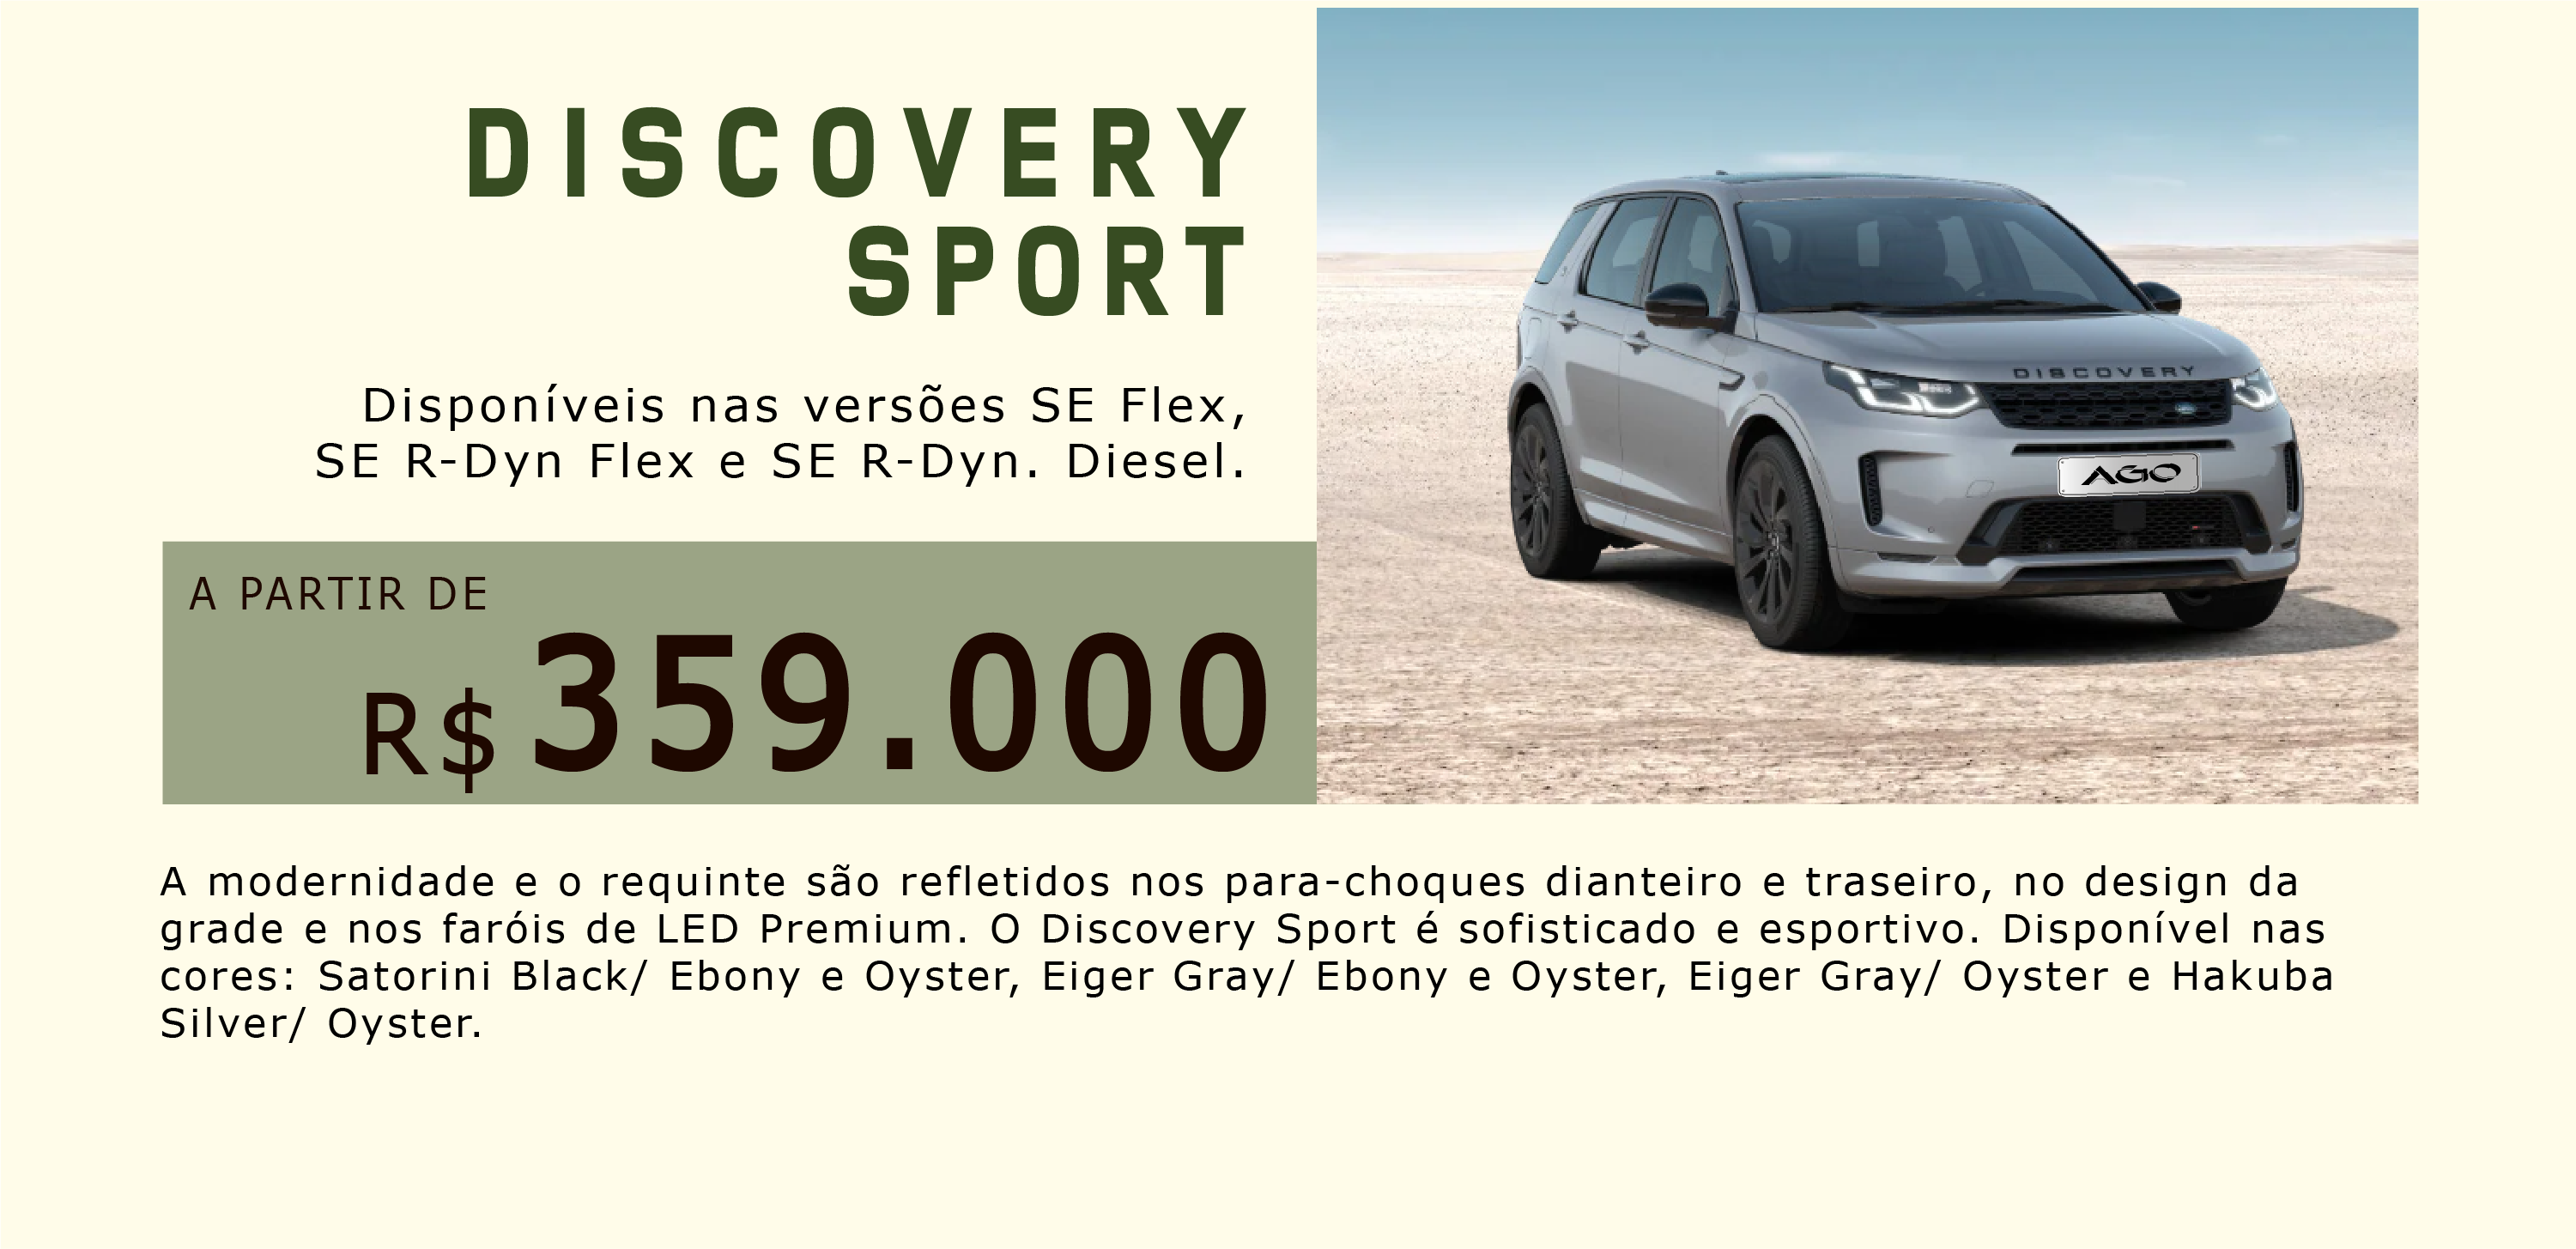 DISCOVERY
SPORT
Disponíveis nas versões SE Flex,
SE R-Dyn Flex e SE R-Dyn. Diesel.
A PARTIR DE
R$ 359.000
DISCOVERY
AGO
A modernidade e o requinte são refletidos nos para-choques dianteiro e traseiro, no design da
grade e nos faróis de LED Premium. O Discovery Sport é sofisticado e esportivo. Disponível nas
cores: Satorini Black/ Ebony e Oyster, Eiger Gray/ Ebony e Oyster, Eiger Gray/ Oyster e Hakuba
Silver/ Oyster.